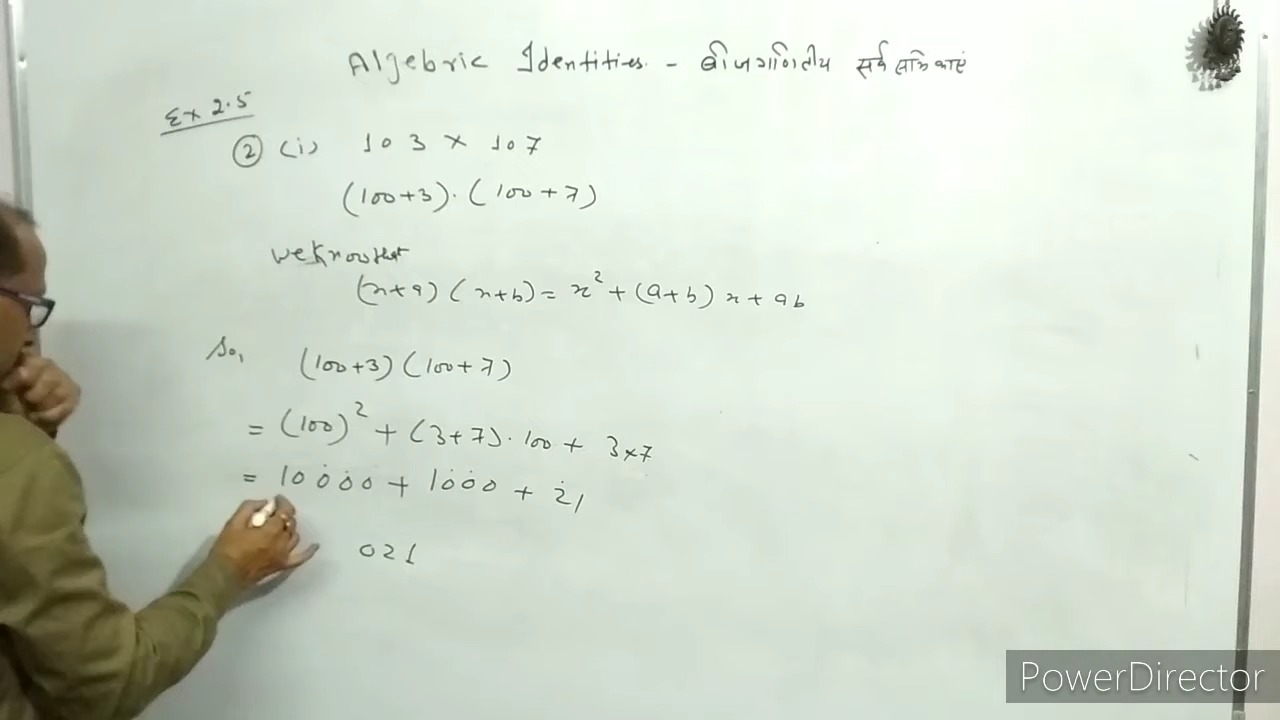 Algebric Identities - बीजगणितीय सर्वसमिकाएं
Ex 2.5
② (i) 103 × 107
(100+3)·(100+7)
we know that
(x+a)(x+b)=x²+(a+b)x+ab
So, (100+3)(100+7)
= (100)²+(3+7)·100+3×7
= 10000+1000+21
021
PowerDirector